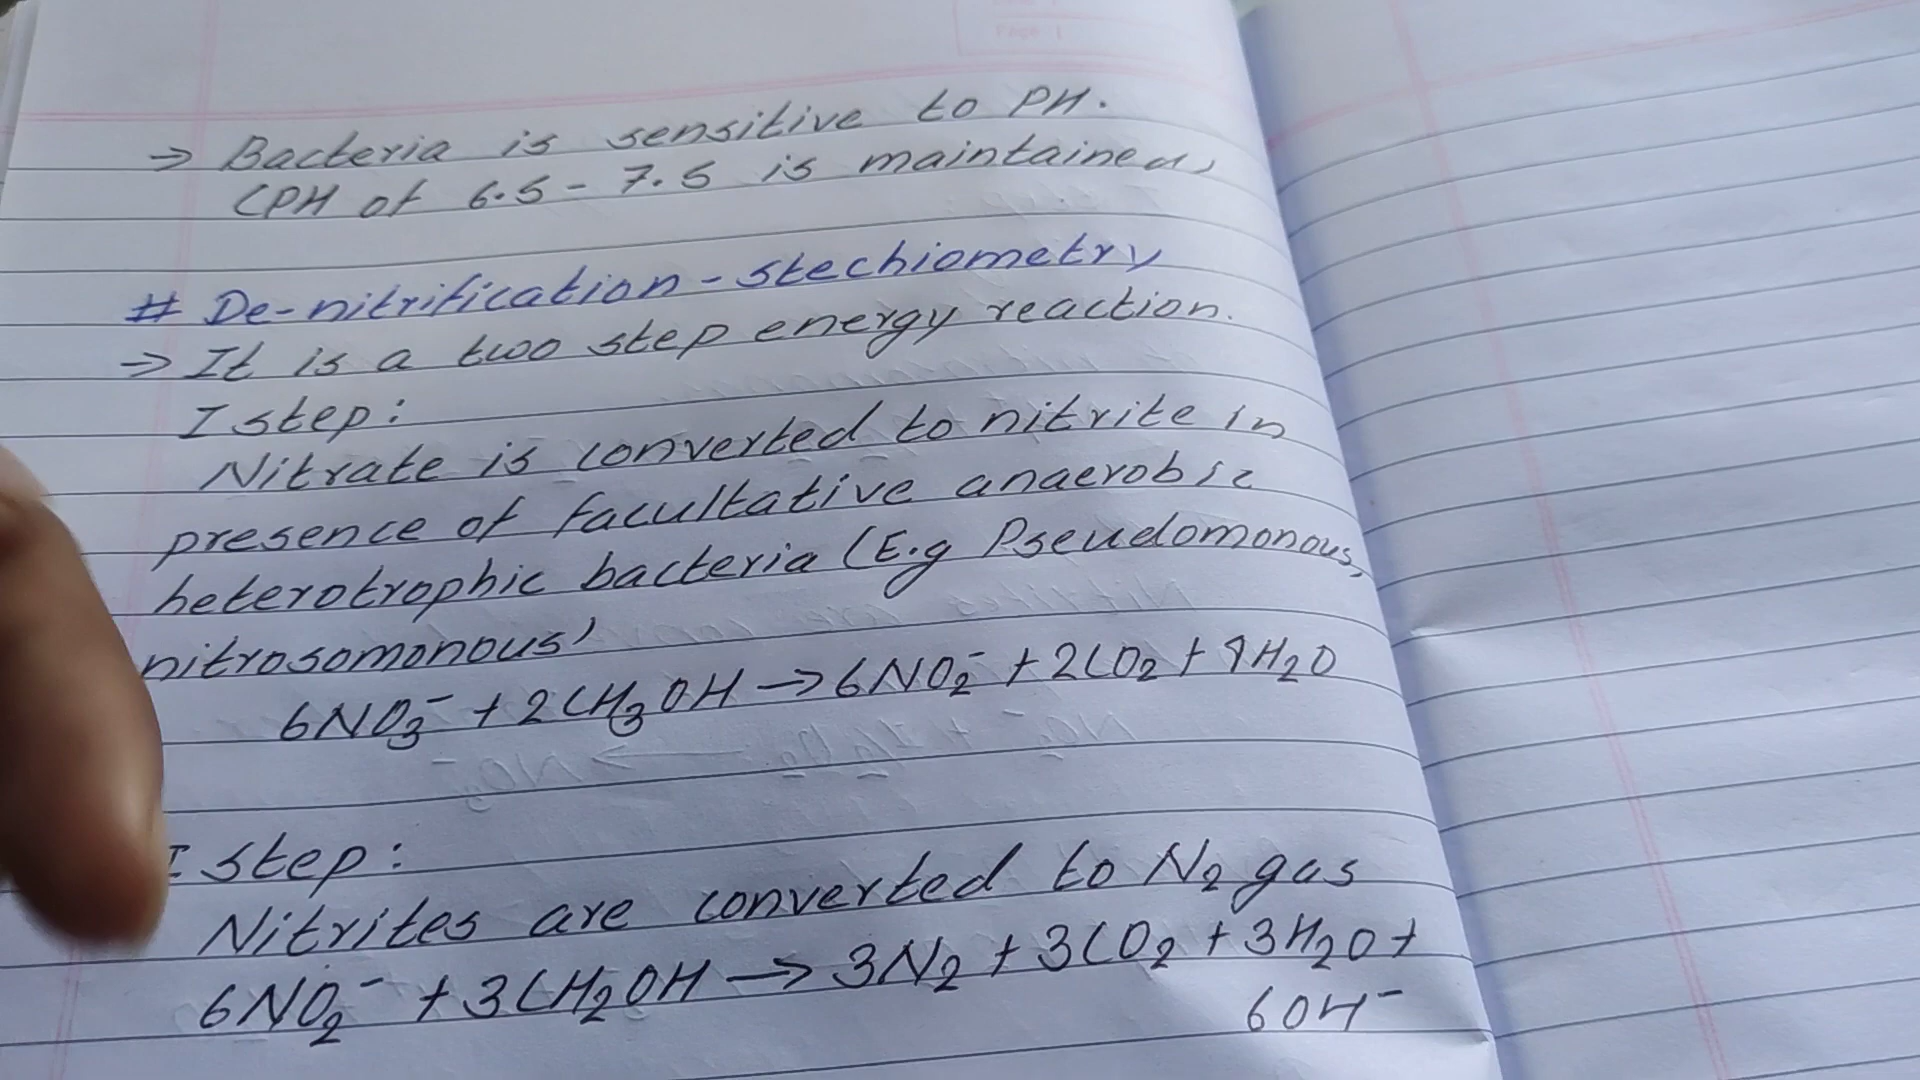 → Bacteria is sensitive to PH.
(PH of 6.5 - 7.5 is maintained)
# De-nitrification - stechiometry
→ It is a two step energy reaction.
I step:
Nitrate is converted to nitrite in
presence of facultative anaerobic
heterotrophic bacteria (E.g Pseudomonous,
nitrosomonous)
6NO₃⁻ + 2CH₃OH → 6NO₂⁻ + 2CO₂ + 4H₂O
I step:
Nitrites are converted to N₂ gas
6NO₂⁻ + 3CH₂OH → 3N₂ + 3CO₂ + 3H₂O +
6OH⁻